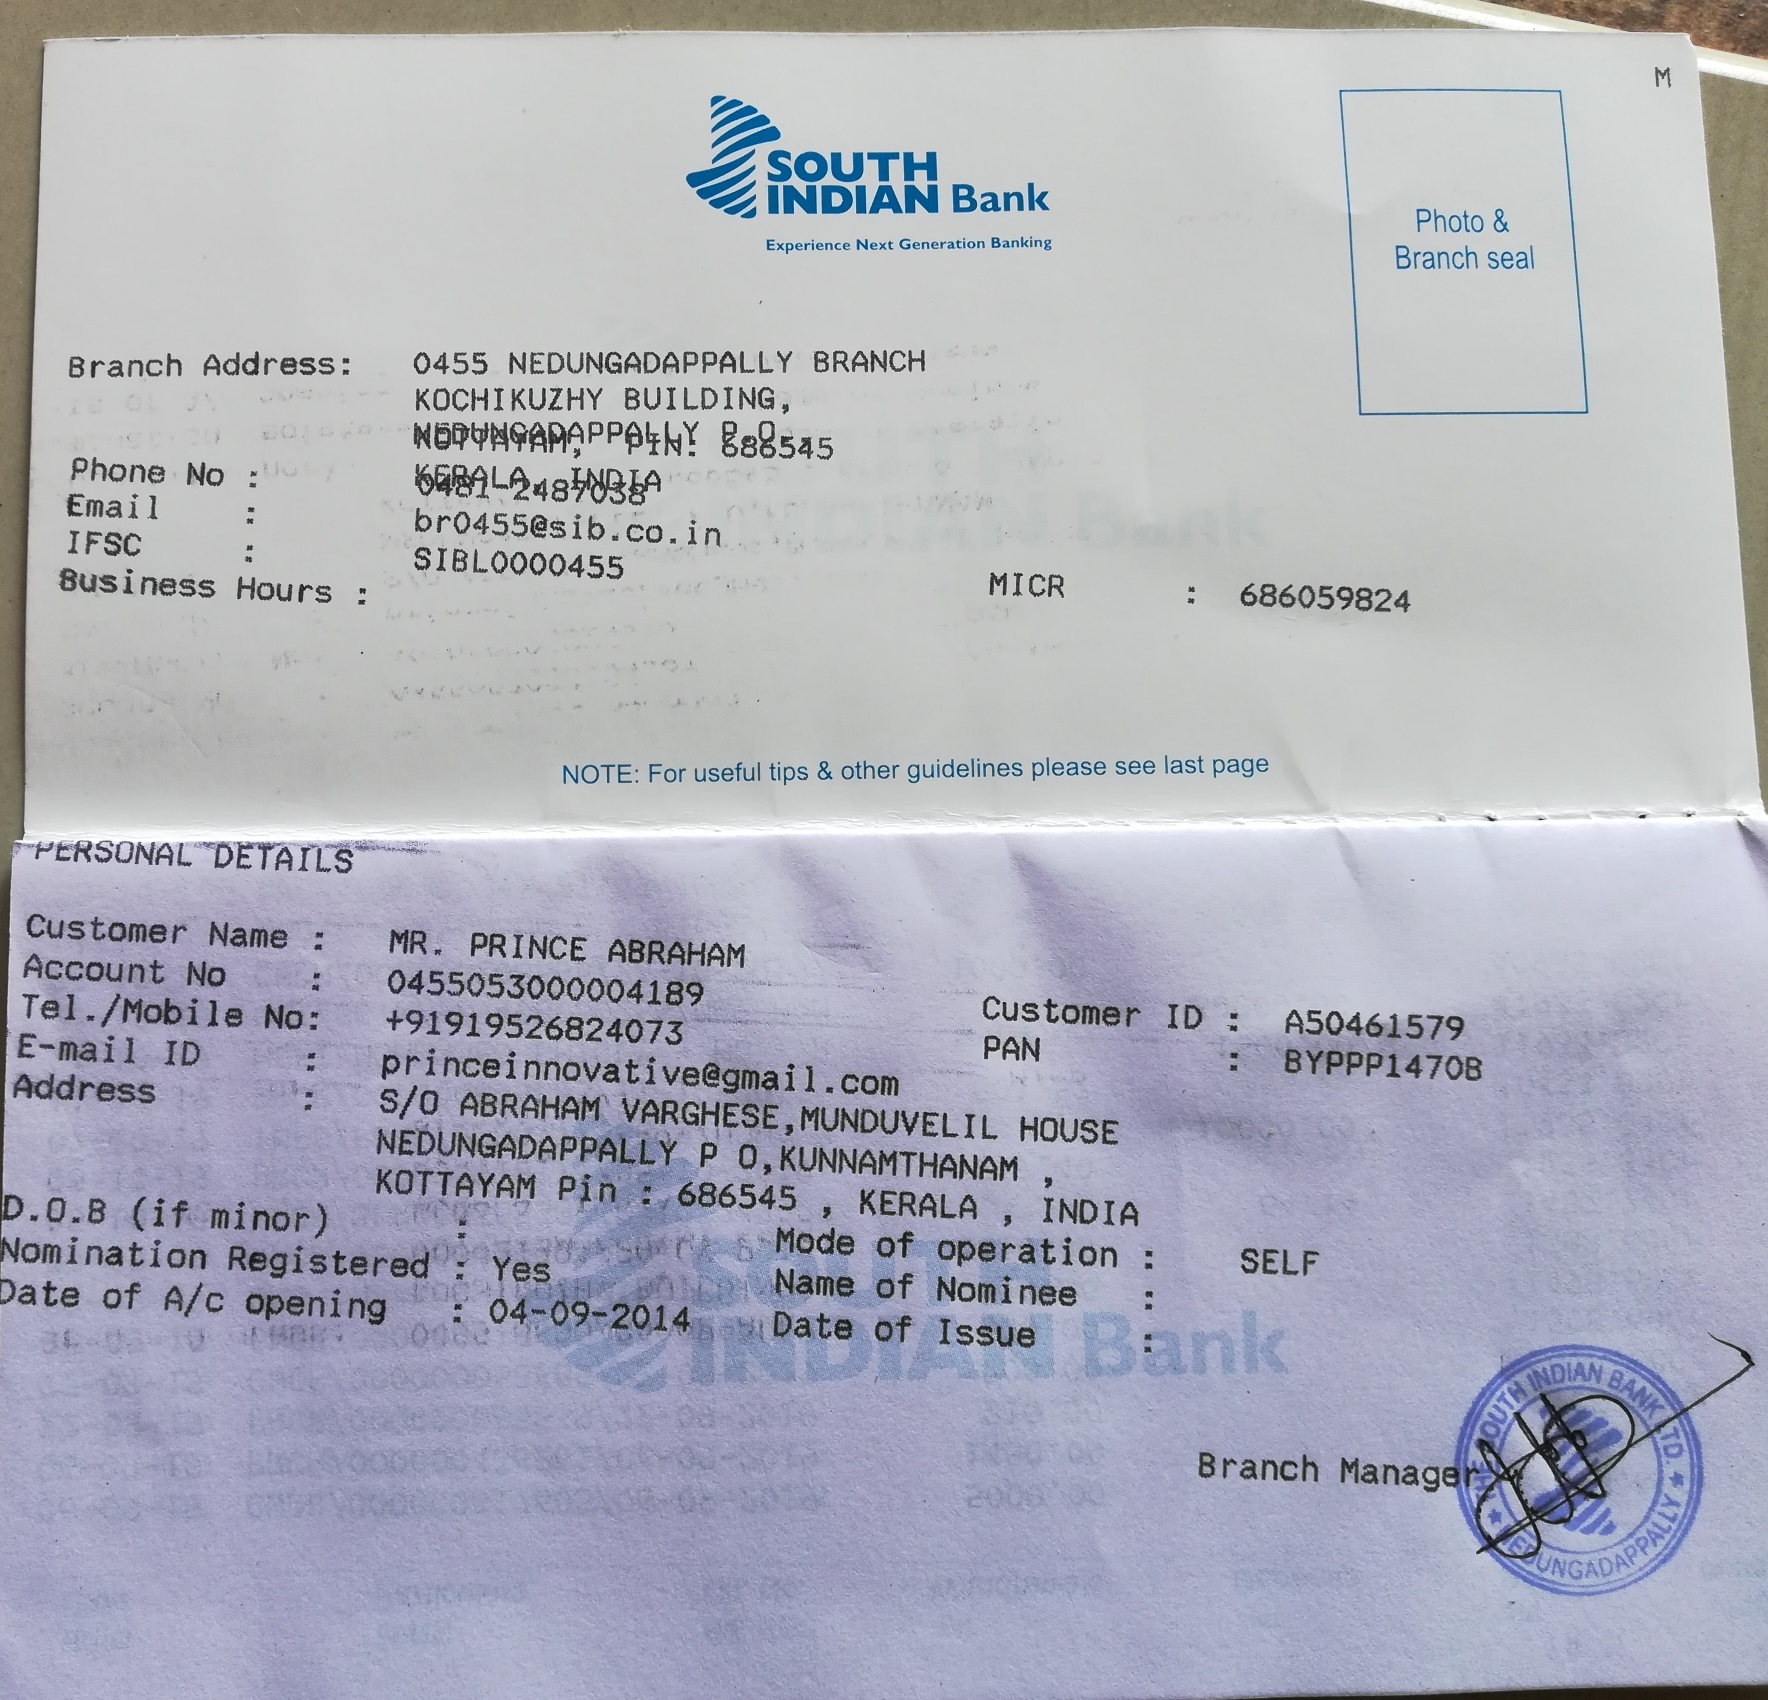 M
SOUTH
INDIAN Bank
Experience Next Generation Banking
Photo &
Branch seal
Branch Address: 0455 NEDUNGADAPPALLY BRANCH
KOCHIKUZHY BUILDING,
NEDUNGADAPPALLY P.O.,
KOTTAYAM, PIN: 686545
KERALA, INDIA
Phone No : 0481-2487038
Email : br0455@sib.co.in
IFSC : SIBL0000455
Business Hours : MICR : 686059824
NOTE: For useful tips & other guidelines please see last page
PERSONAL DETAILS
Customer Name : MR. PRINCE ABRAHAM
Account No : 0455053000004189 Customer ID : A50461579
Tel./Mobile No: +91919526824073 PAN : BYPPP1470B
E-mail ID : princeinnovative@gmail.com
Address : S/O ABRAHAM VARGHESE,MUNDUVELIL HOUSE
NEDUNGADAPPALLY P O,KUNNAMTHANAM ,
KOTTAYAM Pin : 686545 , KERALA , INDIA
D.O.B (if minor) : Mode of operation : SELF
Nomination Registered : Yes Name of Nominee :
Date of A/c opening : 04-09-2014 Date of Issue :
SOUTH
INDIAN Bank
Branch Manager
THE SOUTH INDIAN BANK LTD.
★ NEDUNGADAPPALLY ★